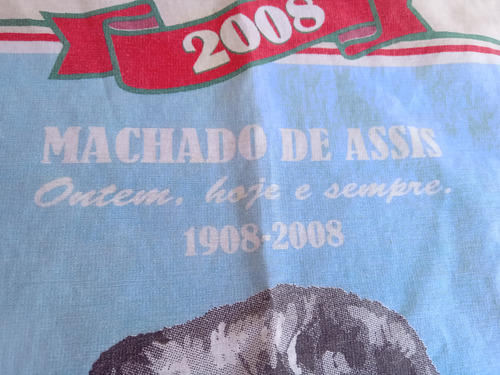 2008
MACHADO DE ASSIS
Ontem, hoje e sempre.
1908-2008